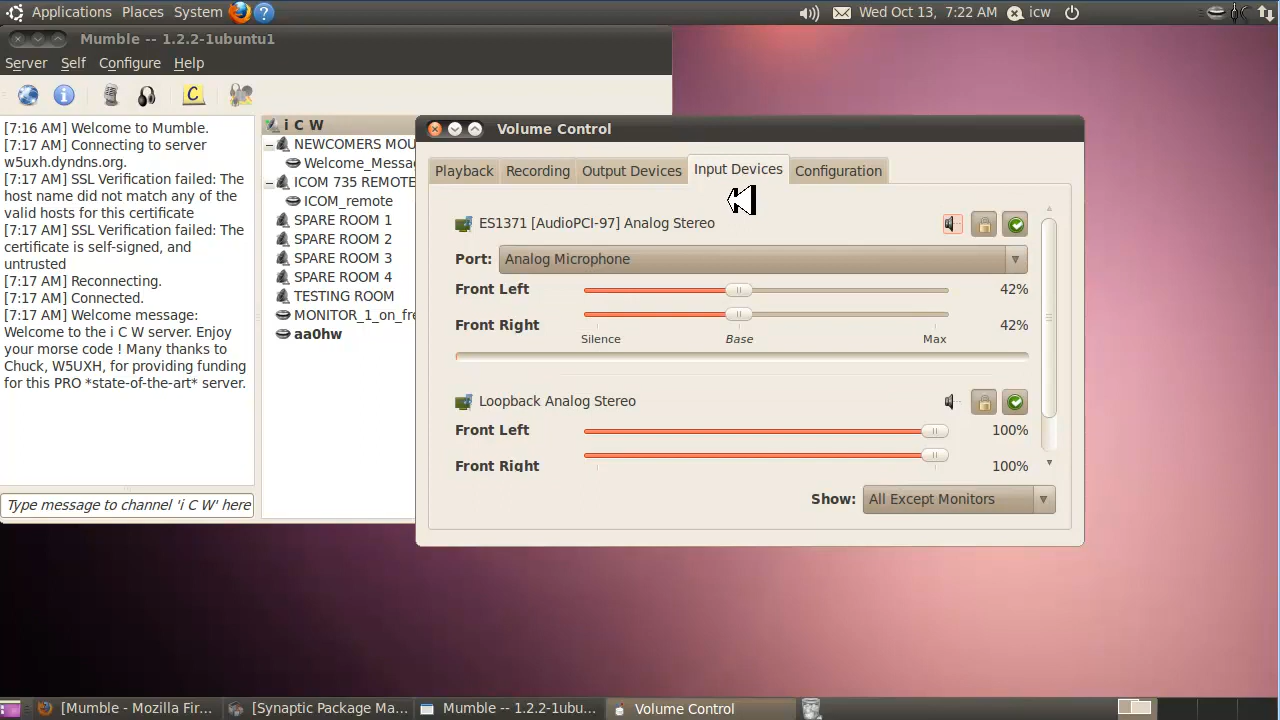 Applications Places System
Wed Oct 13, 7:22 AM icw
Mumble -- 1.2.2-1ubuntu1
Server Self Configure Help
C
[7:16 AM] Welcome to Mumble.
[7:17 AM] Connecting to server
w5uxh.dyndns.org.
[7:17 AM] SSL Verification failed: The
host name did not match any of the
valid hosts for this certificate
[7:17 AM] SSL Verification failed: The
certificate is self-signed, and
untrusted
[7:17 AM] Reconnecting.
[7:17 AM] Connected.
[7:17 AM] Welcome message:
Welcome to the i C W server. Enjoy
your morse code ! Many thanks to
Chuck, W5UXH, for providing funding
for this PRO *state-of-the-art* server.
Type message to channel 'i C W' here
i C W
NEWCOMERS MOU
Welcome_Messa
ICOM 735 REMOTE
ICOM_remote
SPARE ROOM 1
SPARE ROOM 2
SPARE ROOM 3
SPARE ROOM 4
TESTING ROOM
MONITOR_1_on_fre
aa0hw
Volume Control
Playback Recording Output Devices Input Devices Configuration
ES1371 [AudioPCI-97] Analog Stereo
Port: Analog Microphone
Front Left 42%
Front Right 42%
Silence Base Max
Loopback Analog Stereo
Front Left 100%
Front Right 100%
Show: All Except Monitors
[Mumble - Mozilla Fir... [Synaptic Package Ma... Mumble -- 1.2.2-1ubu... Volume Control